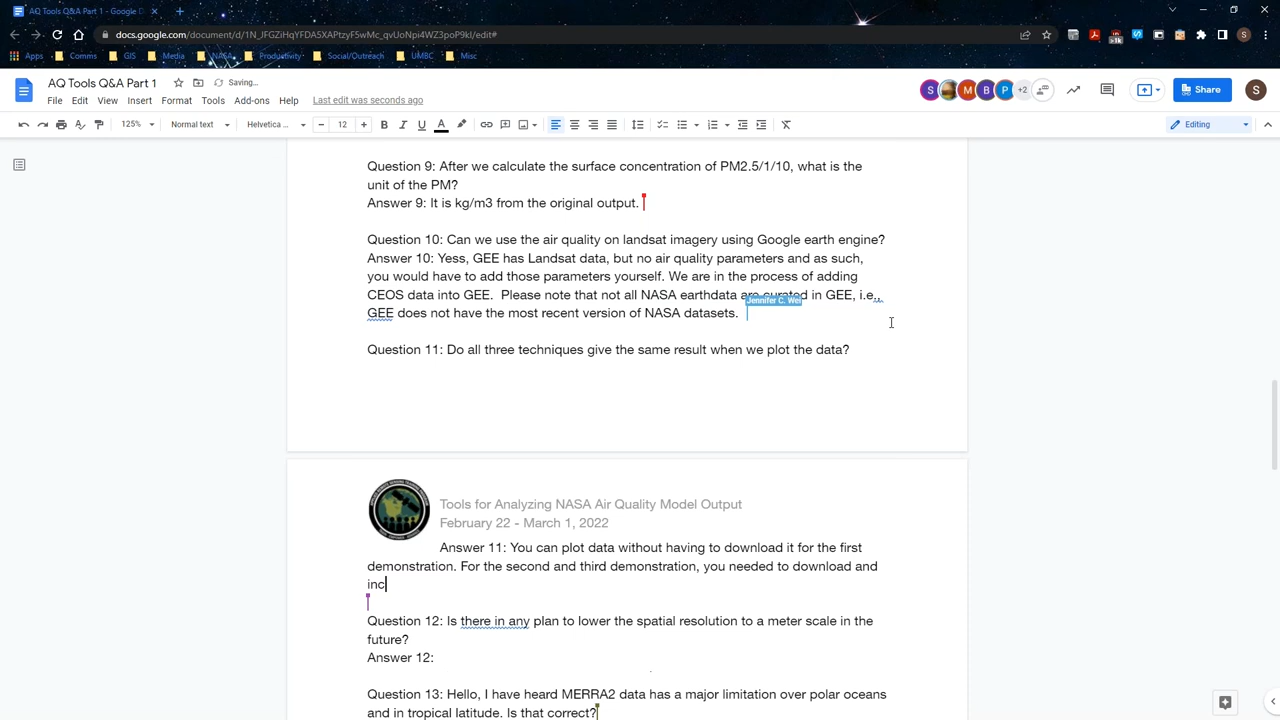 AQ Tools Q&A Part 1 - Google D
docs.google.com/document/d/1N_JFGZiHqYFDA5XAPtzyF5wMc_qvUoNpi4WZ3poP9kI/edit#
Apps Comms GIS Media NASA Productivity Social/Outreach UMBC Misc
AQ Tools Q&A Part 1 Saving...
File Edit View Insert Format Tools Add-ons Help Last edit was seconds ago
S M B P +2 Share S
125% Normal text Helvetica ... 12 B I U A Editing
Question 9: After we calculate the surface concentration of PM2.5/1/10, what is the
unit of the PM?
Answer 9: It is kg/m3 from the original output.
Question 10: Can we use the air quality on landsat imagery using Google earth engine?
Answer 10: Yess, GEE has Landsat data, but no air quality parameters and as such,
you would have to add those parameters yourself. We are in the process of adding
CEOS data into GEE. Please note that not all NASA earthdata are curated in GEE, i.e.,
Jennifer C. Wei
GEE does not have the most recent version of NASA datasets.
Question 11: Do all three techniques give the same result when we plot the data?
Tools for Analyzing NASA Air Quality Model Output
February 22 - March 1, 2022
Answer 11: You can plot data without having to download it for the first
demonstration. For the second and third demonstration, you needed to download and
inc
Question 12: Is there in any plan to lower the spatial resolution to a meter scale in the
future?
Answer 12:
Question 13: Hello, I have heard MERRA2 data has a major limitation over polar oceans
and in tropical latitude. Is that correct?